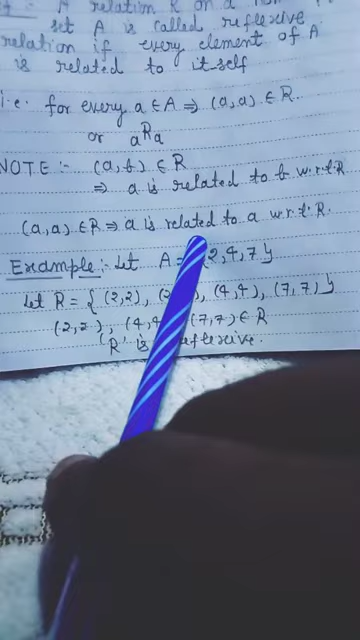 A relation R on a non
set A is called reflexive
relation if every element of A
is related to itself
i.e. for every a ∈ A ⇒ (a, a) ∈ R
or aRa
NOTE :- (a, b) ∈ R
⇒ a is related to b w.r.t R
(a, a) ∈ R ⇒ a is related to a w.r.t R.
Example:- Let A = {2, 4, 7}
Let R = { (2,2), (2 ), (4,4), (7,7) }
(2,2), (4,4 (7,7) ∈ R
'R' is reflexive.